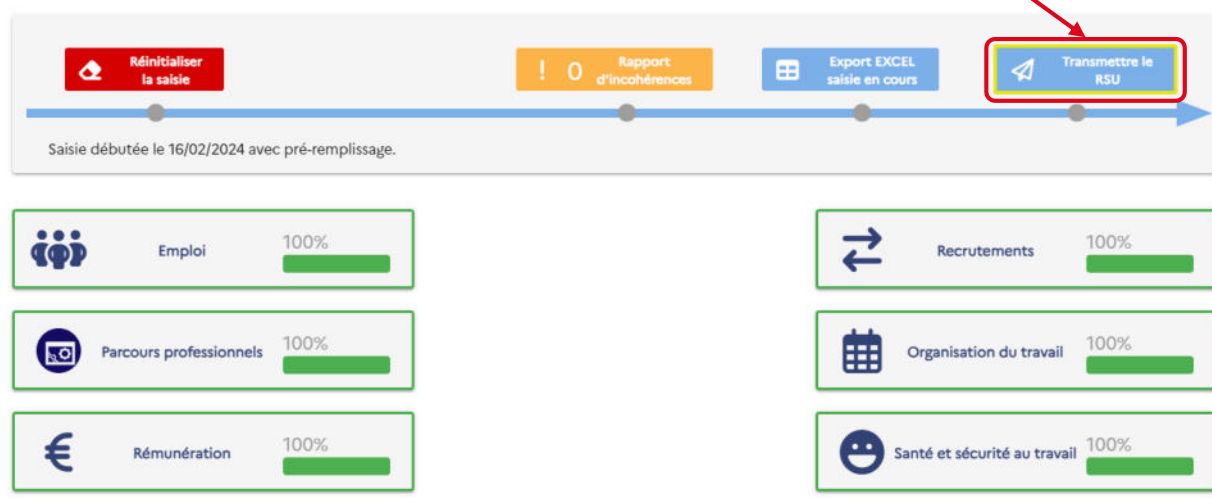 Réinitialiser
la saisie
! 0 Rapport
d'incohérences
Export EXCEL
saisie en cours
Transmettre le
RSU
Saisie débutée le 16/02/2024 avec pré-remplissage.
Emploi 100%
Recrutements 100%
Parcours professionnels 100%
Organisation du travail 100%
€ Rémunération 100%
Santé et sécurité au travail 100%